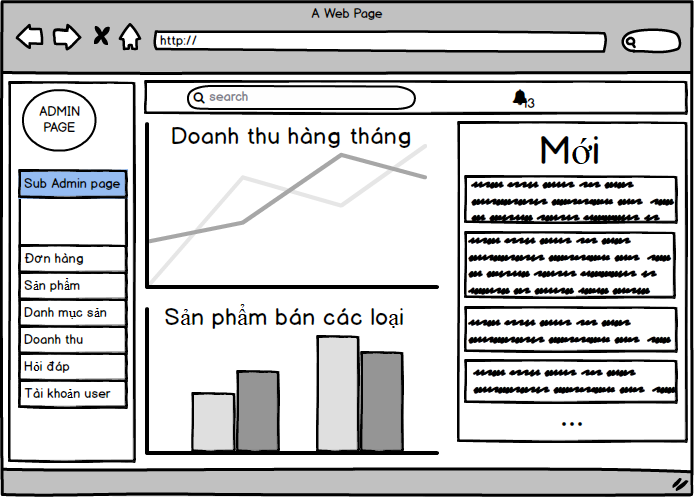 A Web Page
http://
search
13
ADMIN
PAGE
Sub Admin page
Đơn hàng
Sản phẩm
Danh mục sản
Doanh thu
Hỏi đáp
Tài khoản user
Doanh thu hàng tháng
Sản phẩm bán các loại
Mới
...